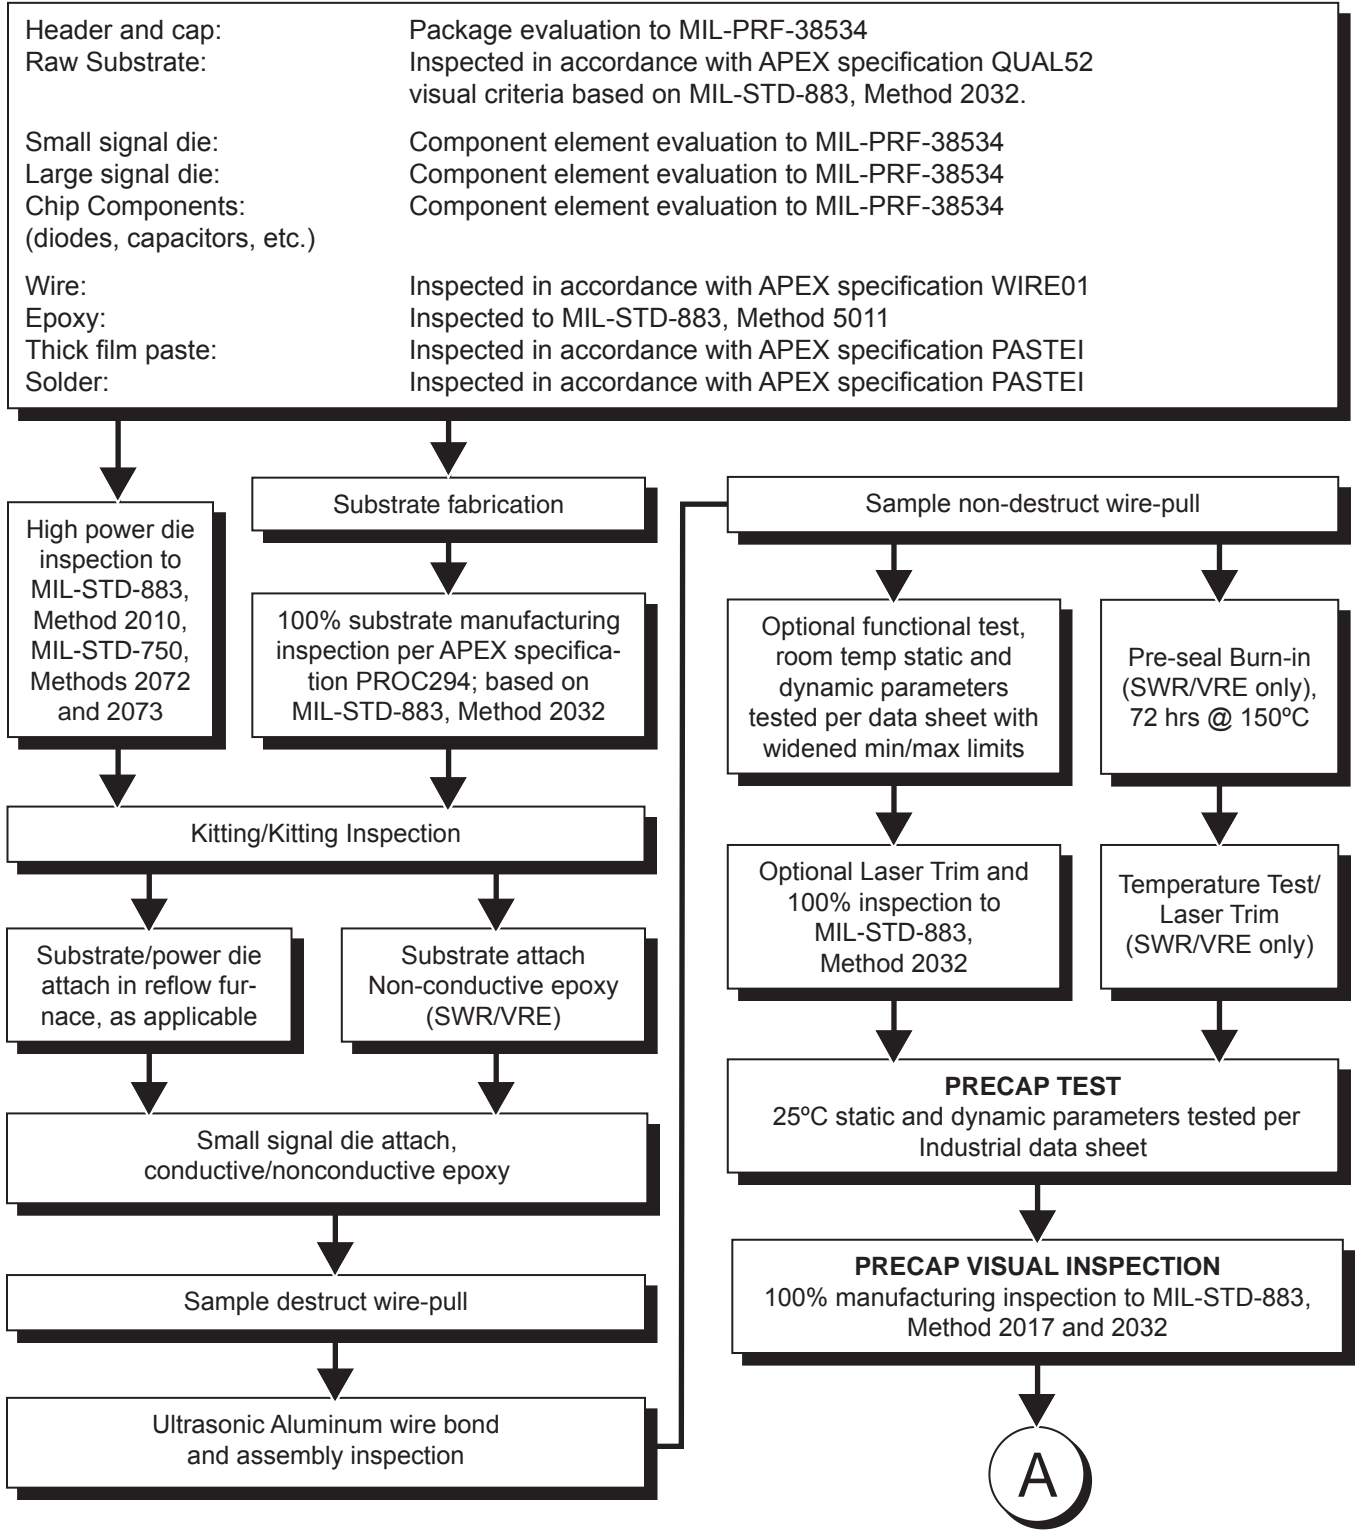 Header and cap: Package evaluation to MIL-PRF-38534
Raw Substrate: Inspected in accordance with APEX specification QUAL52
visual criteria based on MIL-STD-883, Method 2032.
Small signal die: Component element evaluation to MIL-PRF-38534
Large signal die: Component element evaluation to MIL-PRF-38534
Chip Components: Component element evaluation to MIL-PRF-38534
(diodes, capacitors, etc.)
Wire: Inspected in accordance with APEX specification WIRE01
Epoxy: Inspected to MIL-STD-883, Method 5011
Thick film paste: Inspected in accordance with APEX specification PASTEI
Solder: Inspected in accordance with APEX specification PASTEI
High power die
inspection to
MIL-STD-883,
Method 2010,
MIL-STD-750,
Methods 2072
and 2073
Substrate fabrication
100% substrate manufacturing
inspection per APEX specifica-
tion PROC294; based on
MIL-STD-883, Method 2032
Kitting/Kitting Inspection
Substrate/power die
attach in reflow fur-
nace, as applicable
Substrate attach
Non-conductive epoxy
(SWR/VRE)
Small signal die attach,
conductive/nonconductive epoxy
Sample destruct wire-pull
Ultrasonic Aluminum wire bond
and assembly inspection
Sample non-destruct wire-pull
Optional functional test,
room temp static and
dynamic parameters
tested per data sheet with
widened min/max limits
Pre-seal Burn-in
(SWR/VRE only),
72 hrs @ 150ºC
Optional Laser Trim and
100% inspection to
MIL-STD-883,
Method 2032
Temperature Test/
Laser Trim
(SWR/VRE only)
PRECAP TEST
25ºC static and dynamic parameters tested per
Industrial data sheet
PRECAP VISUAL INSPECTION
100% manufacturing inspection to MIL-STD-883,
Method 2017 and 2032
A